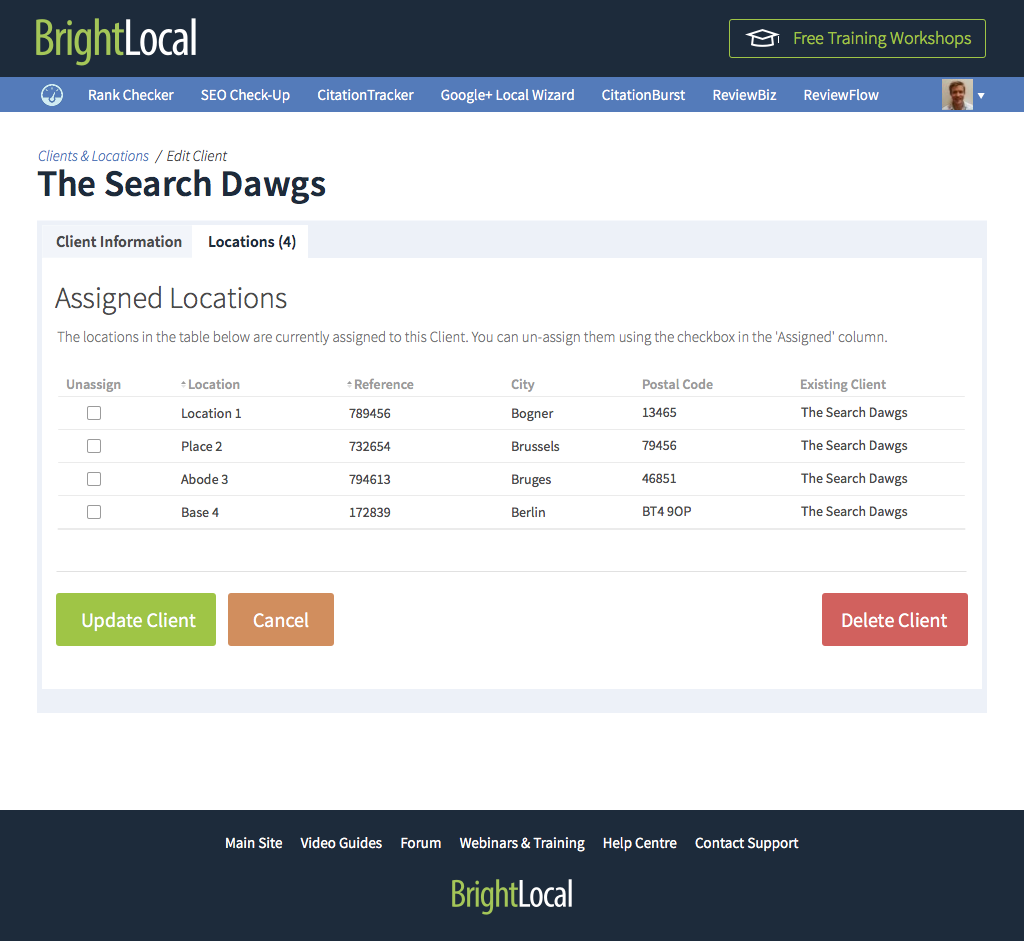 BrightLocal
Free Training Workshops
Rank Checker SEO Check-Up CitationTracker Google+ Local Wizard CitationBurst ReviewBiz ReviewFlow
Clients & Locations / Edit Client
The Search Dawgs
Client Information Locations (4)
Assigned Locations
The locations in the table below are currently assigned to this Client. You can un-assign them using the checkbox in the 'Assigned' column.
Unassign Location Reference City Postal Code Existing Client
Location 1 789456 Bogner 13465 The Search Dawgs
Place 2 732654 Brussels 79456 The Search Dawgs
Abode 3 794613 Bruges 46851 The Search Dawgs
Base 4 172839 Berlin BT4 9OP The Search Dawgs
Update Client Cancel Delete Client
Main Site Video Guides Forum Webinars & Training Help Centre Contact Support
BrightLocal